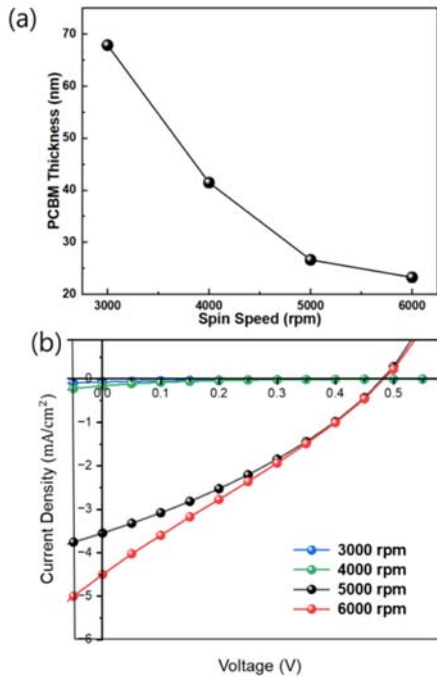 (a)
70
60
50
40
30
20
PCBM Thickness (nm)
3000 4000 5000 6000
Spin Speed (rpm)
(b)
0
−1
−2
−3
−4
−5
−6
Current Density (mA/cm²)
0.0 0.1 0.2 0.3 0.4 0.5
3000 rpm
4000 rpm
5000 rpm
6000 rpm
Voltage (V)